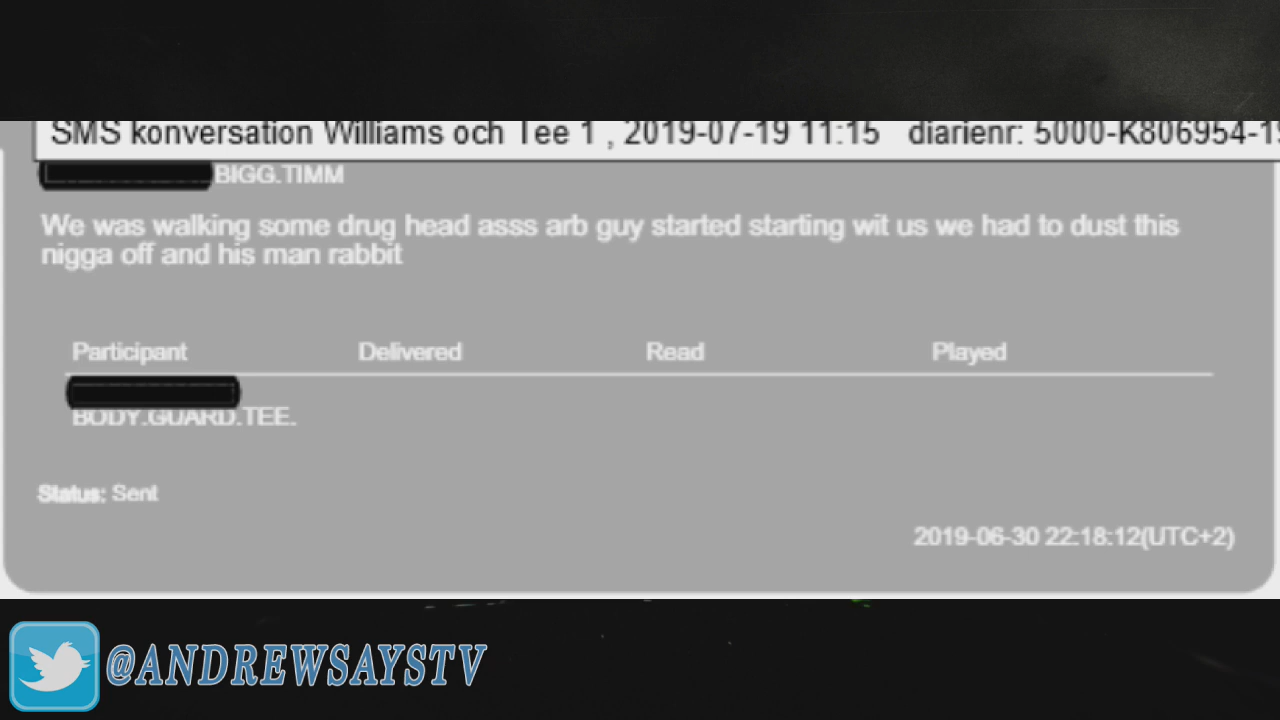 SMS konversation Williams och Tee 1 , 2019-07-19 11:15 diarienr: 5000-K806954-19
BIGG.TIMM
We was walking some drug head asss arb guy started starting wit us we had to dust this
nigga off and his man rabbit
Participant Delivered Read Played
BODY.GUARD.TEE.
Status: Sent
2019-06-30 22:18:12(UTC+2)
@ANDREWSAYSTV